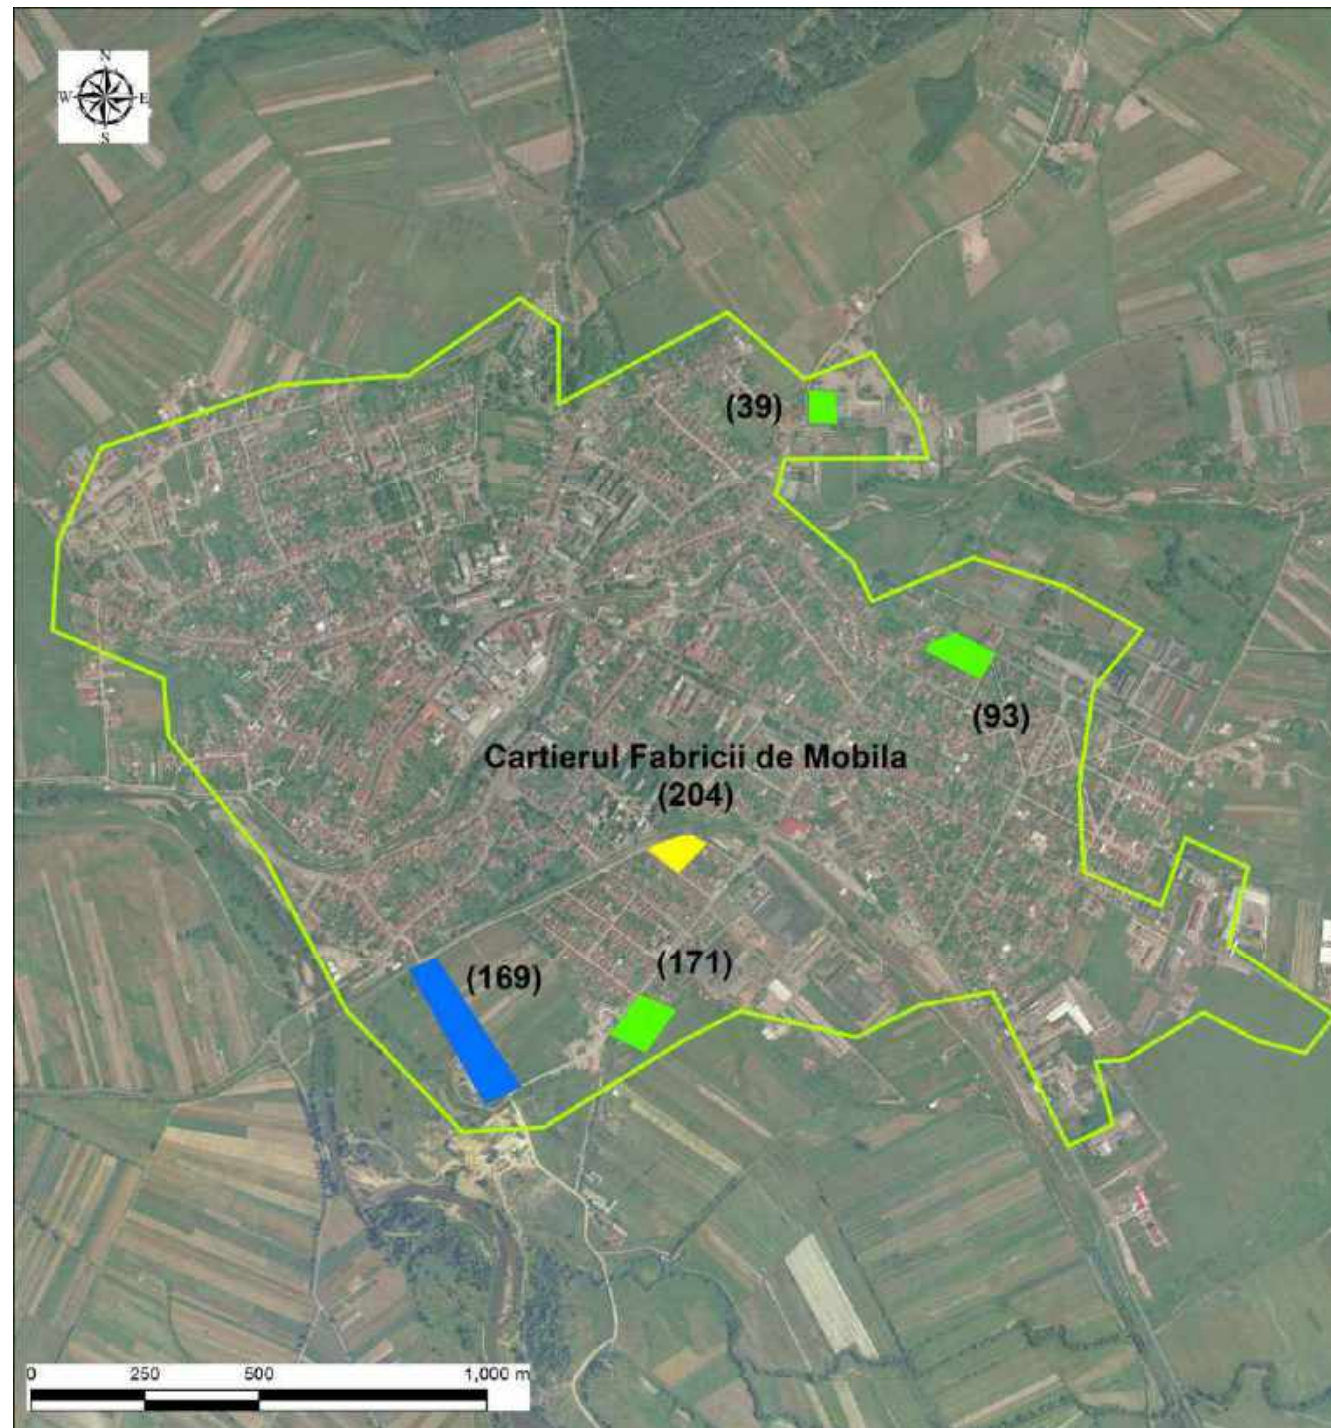 N
W E
S
(39)
(93)
Cartierul Fabricii de Mobila
(204)
(171)
(169)
0 250 500 1,000 m